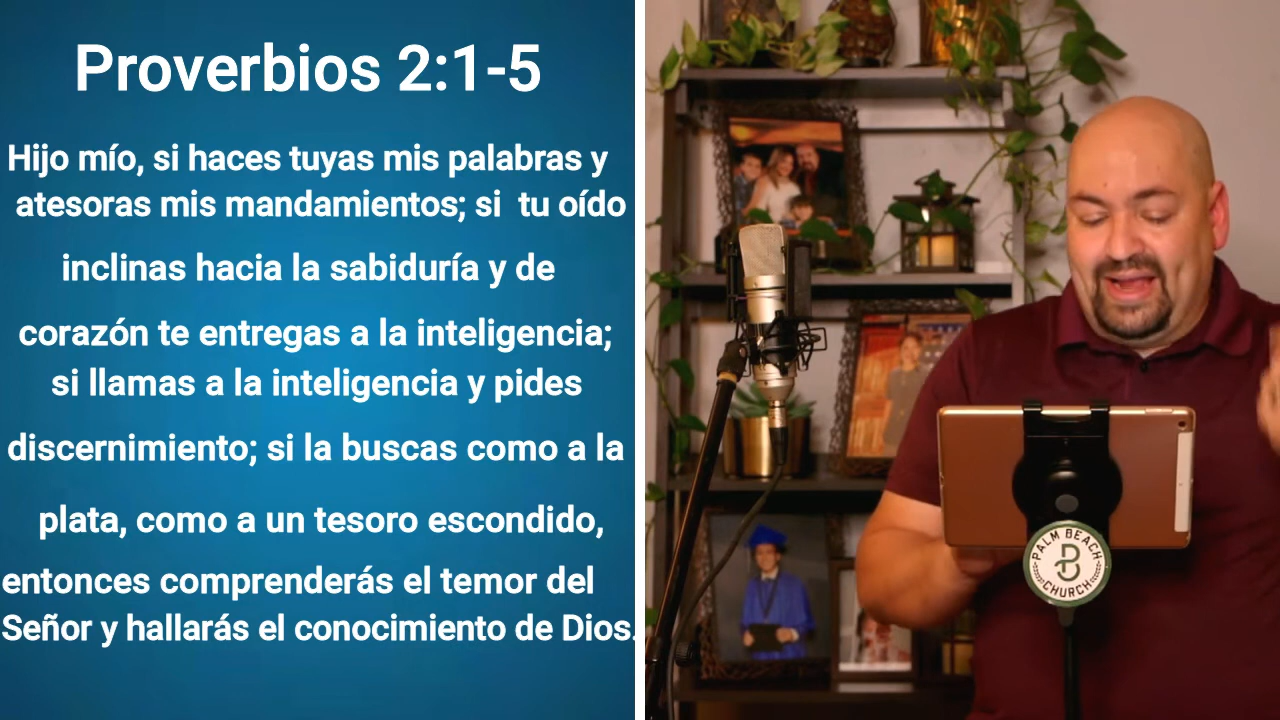 Proverbios 2:1-5
Hijo mío, si haces tuyas mis palabras y
atesoras mis mandamientos; si tu oído
inclinas hacia la sabiduría y de
corazón te entregas a la inteligencia;
si llamas a la inteligencia y pides
discernimiento; si la buscas como a la
plata, como a un tesoro escondido,
entonces comprenderás el temor del
Señor y hallarás el conocimiento de Dios.
PALM BEACH
CHURCH